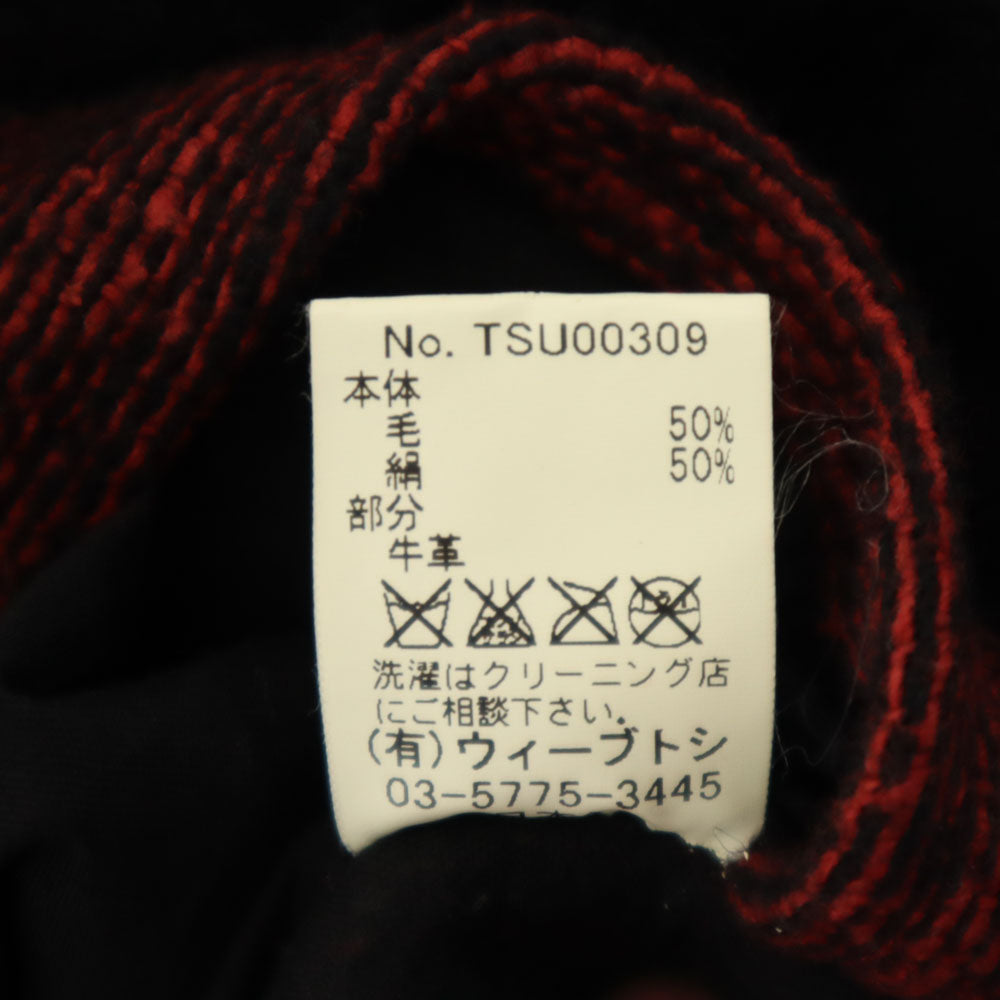 No. TSU00309
本体
毛 50%
絹 50%
部分
牛革
洗濯はクリーニング店
にご相談下さい.
(有)ウィーブトシ
03-5775-3445